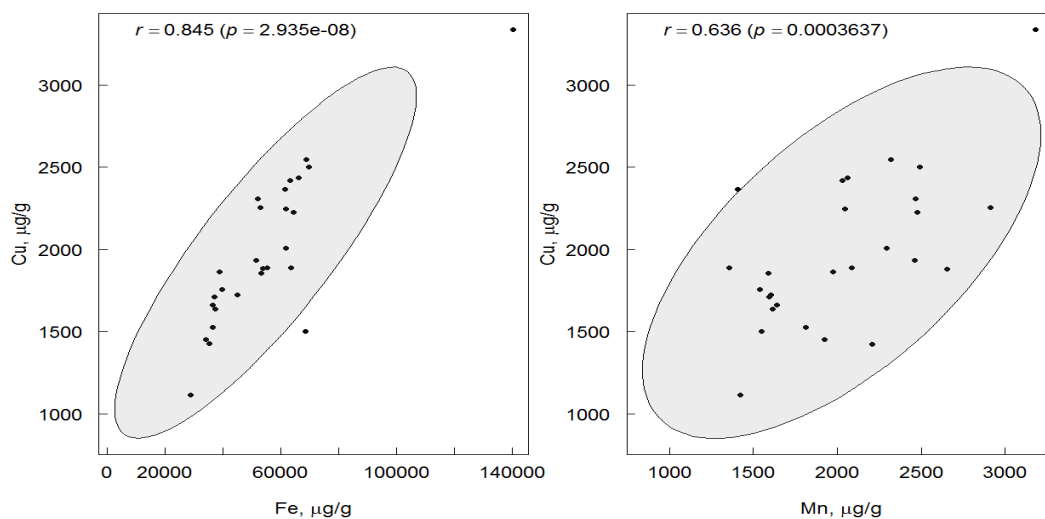 r = 0.845 (p = 2.935e-08)
3000
2500
2000
1500
1000
Cu, μg/g
0 20000 60000 100000 140000
Fe, μg/g
r = 0.636 (p = 0.0003637)
3000
2500
2000
1500
1000
Cu, μg/g
1000 1500 2000 2500 3000
Mn, μg/g